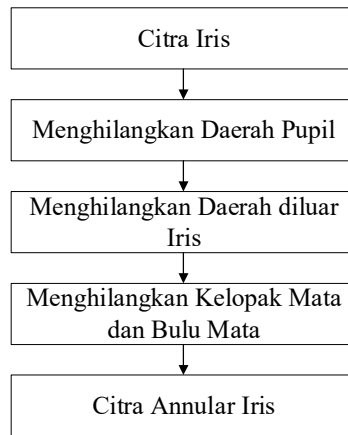 Citra Iris
Menghilangkan Daerah Pupil
Menghilangkan Daerah diluar
Iris
Menghilangkan Kelopak Mata
dan Bulu Mata
Citra Annular Iris